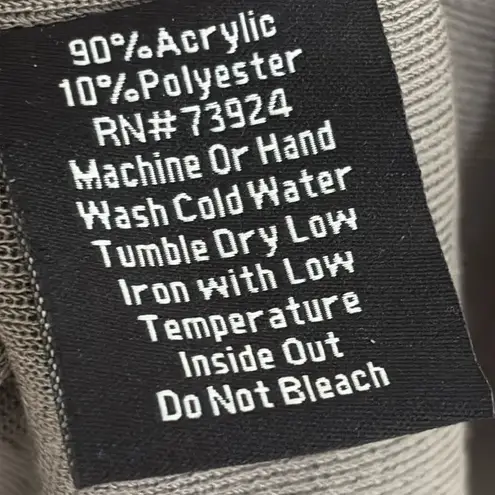 90%Acrylic
10%Polyester
RN#73924
Machine Or Hand
Wash Cold Water
Tumble Dry Low
Iron with Low
Temperature
Inside Out
Do Not Bleach